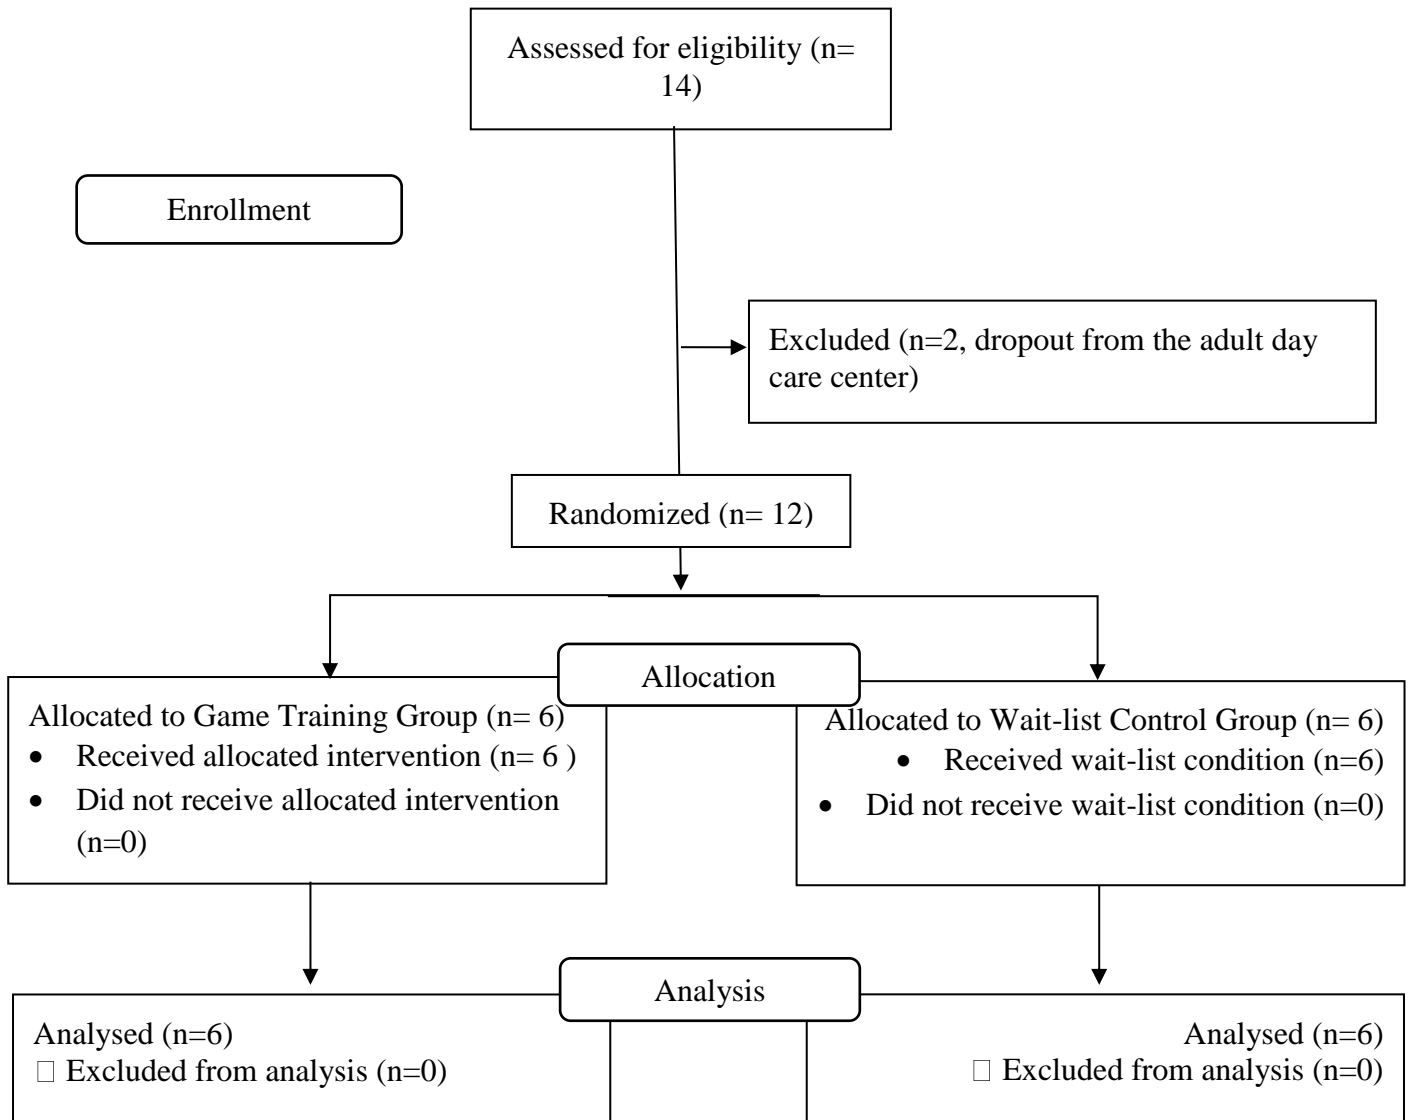 Assessed for eligibility (n=
14)
Enrollment
Excluded (n=2, dropout from the adult day
care center)
Randomized (n= 12)
Allocation
Allocated to Game Training Group (n= 6)
• Received allocated intervention (n= 6 )
• Did not receive allocated intervention
(n=0)
Allocated to Wait-list Control Group (n= 6)
• Received wait-list condition (n=6)
• Did not receive wait-list condition (n=0)
Analysis
Analysed (n=6)
□ Excluded from analysis (n=0)
Analysed (n=6)
□ Excluded from analysis (n=0)